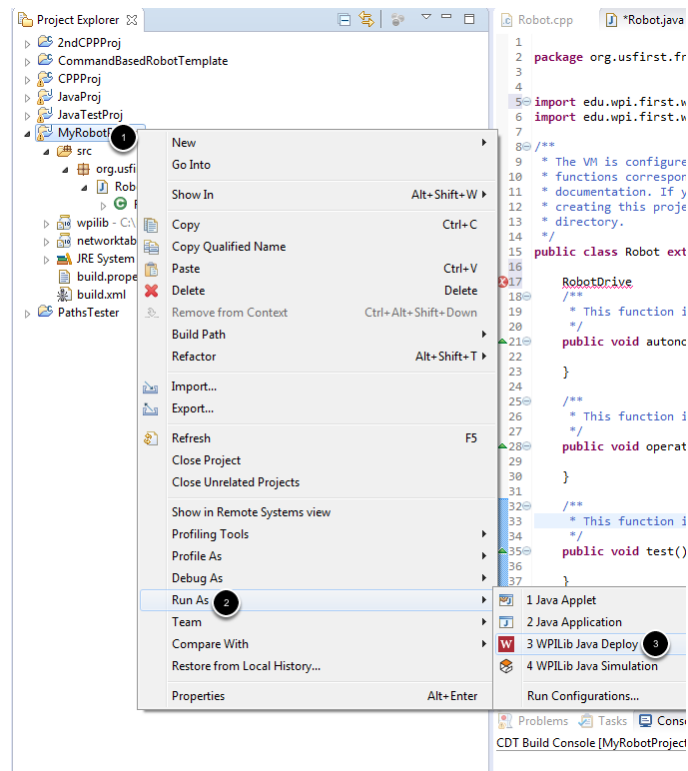 Project Explorer
2ndCPPProj
CommandBasedRobotTemplate
CPPProj
JavaProj
JavaTestProj
MyRobotP
1
src
org.usfi
Rob
wpilib - C:\
networktab
JRE System
build.prope
build.xml
PathsTester
New
Go Into
Show In Alt+Shift+W
Copy Ctrl+C
Copy Qualified Name
Paste Ctrl+V
Delete Delete
Remove from Context Ctrl+Alt+Shift+Down
Build Path
Refactor Alt+Shift+T
Import...
Export...
Refresh F5
Close Project
Close Unrelated Projects
Show in Remote Systems view
Profiling Tools
Profile As
Debug As
Run As 2
Team
Compare With
Restore from Local History...
Properties Alt+Enter
1 Java Applet
2 Java Application
3 WPILib Java Deploy 3
4 WPILib Java Simulation
Run Configurations...
Robot.cpp *Robot.java
1
2 package org.usfirst.fr
3
4
5 import edu.wpi.first.w
6 import edu.wpi.first.w
7
8 /**
9 * The VM is configure
10 * functions correspon
11 * documentation. If y
12 * creating this proje
13 * directory.
14 */
15 public class Robot ext
16
17 RobotDrive
18 /**
19 * This function i
20 */
21 public void autono
22
23 }
24
25 /**
26 * This function i
27 */
28 public void operat
29
30 }
31
32 /**
33 * This function i
34 */
35 public void test()
36
37 }
Problems Tasks Conso
CDT Build Console [MyRobotProject